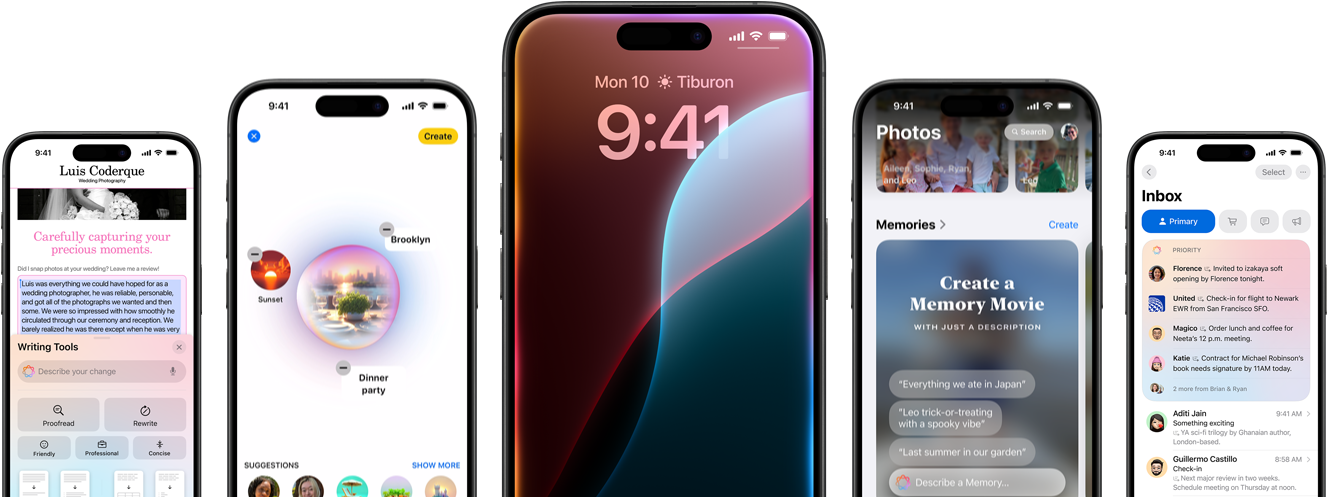 9:41
Luis Coderque
Wedding Photography
Carefully capturing your
precious moments.
Did I snap photos at your wedding? Leave me a review!
Luis was everything we could have hoped for as a
wedding photographer, he was reliable, personable,
and got all of the photographs we wanted and then
some. We were so impressed with how smoothly he
circulated through our ceremony and reception. We
barely realized he was there except when he was very
Writing Tools
Describe your change
Proofread
Rewrite
Friendly
Professional
Concise
9:41
Create
Brooklyn
Sunset
Dinner
party
SUGGESTIONS
SHOW MORE
Mon 10 Tiburon
9:41
9:41
Photos
Search
Aileen, Sophie, Ryan,
and Leo
Leo
Memories
Create
Create a
Memory Movie
WITH JUST A DESCRIPTION
“Everything we ate in Japan”
“Leo trick-or-treating
with a spooky vibe”
“Last summer in our garden”
Describe a Memory...
9:41
Select
Inbox
Primary
PRIORITY
Florence Invited to izakaya soft
opening by Florence tonight.
United Check-in for flight to Newark
EWR from San Francisco SFO.
Magico Order lunch and coffee for
Neeta’s 12 p.m. meeting.
Katie Contract for Michael Robinson’s
book needs signature by 11AM today.
2 more from Brian & Ryan
Aditi Jain 9:41 AM
Something exciting
YA sci-fi trilogy by Ghanaian author,
London-based.
Guillermo Castillo 8:58 AM
Check-in
Next major review in two weeks.
Schedule meeting on Thursday at noon.